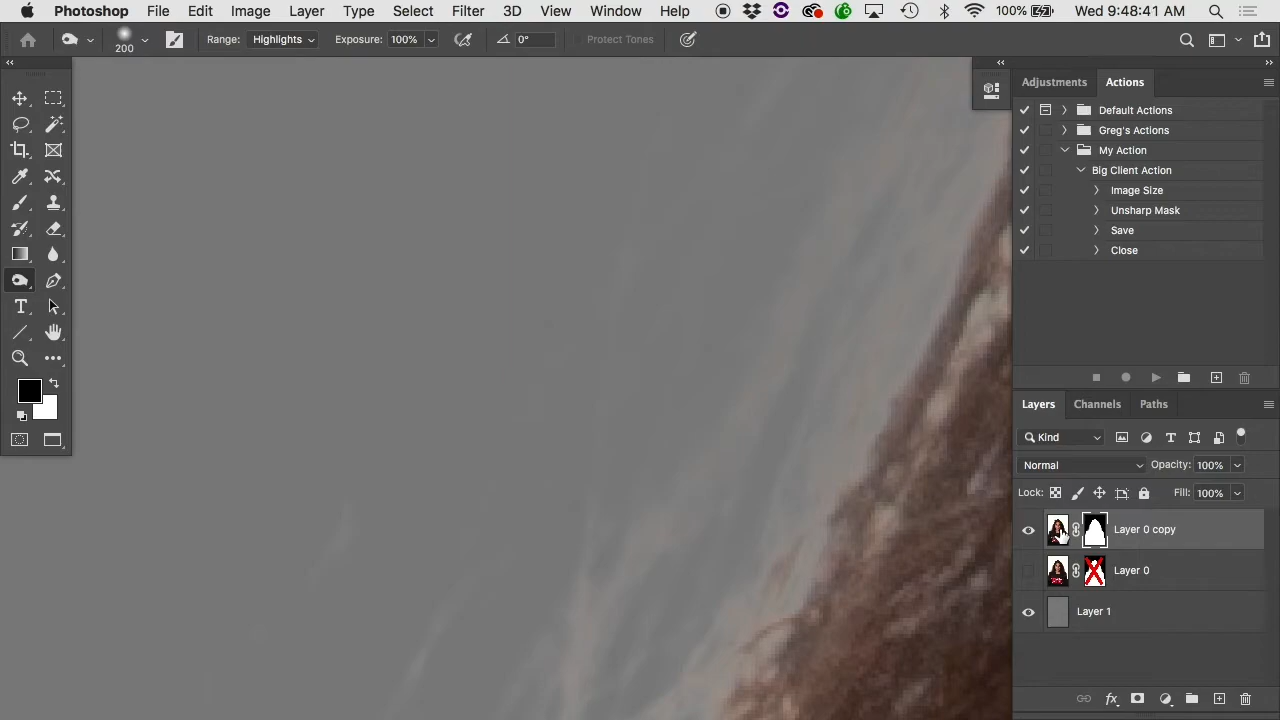 Photoshop File Edit Image Layer Type Select Filter 3D View Window Help 100% Wed 9:48:41 AM
200 Range: Highlights Exposure: 100% 0° Protect Tones
Adjustments Actions
Default Actions
Greg's Actions
My Action
Big Client Action
Image Size
Unsharp Mask
Save
Close
Layers Channels Paths
Kind
Normal Opacity: 100%
Lock: Fill: 100%
Layer 0 copy
Layer 0
Layer 1